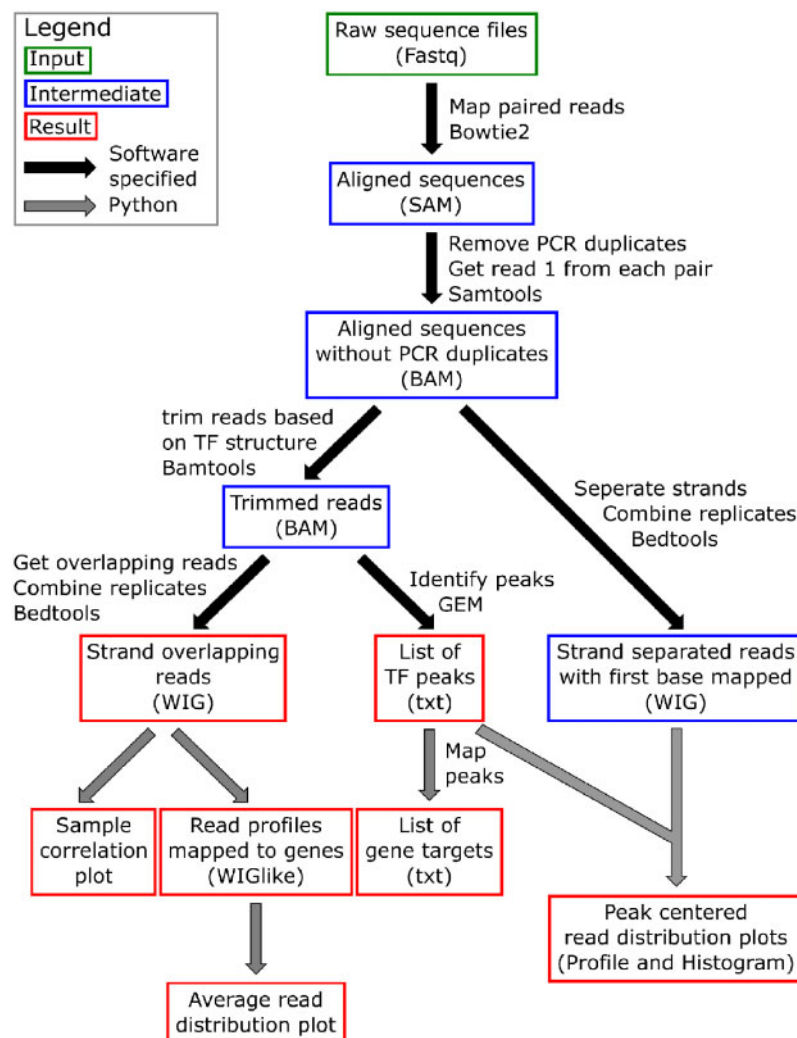 Legend
Input
Intermediate
Result
Software
specified
Python
Raw sequence files
(Fastq)
Map paired reads
Bowtie2
Aligned sequences
(SAM)
Remove PCR duplicates
Get read 1 from each pair
Samtools
Aligned sequences
without PCR duplicates
(BAM)
trim reads based
on TF structure
Bamtools
Seperate strands
Combine replicates
Bedtools
Trimmed reads
(BAM)
Get overlapping reads
Combine replicates
Bedtools
Identify peaks
GEM
Strand overlapping
reads
(WIG)
List of
TF peaks
(txt)
Strand separated reads
with first base mapped
(WIG)
Map
peaks
Sample
correlation
plot
Read profiles
mapped to genes
(WIGlike)
List of
gene targets
(txt)
Peak centered
read distribution plots
(Profile and Histogram)
Average read
distribution plot